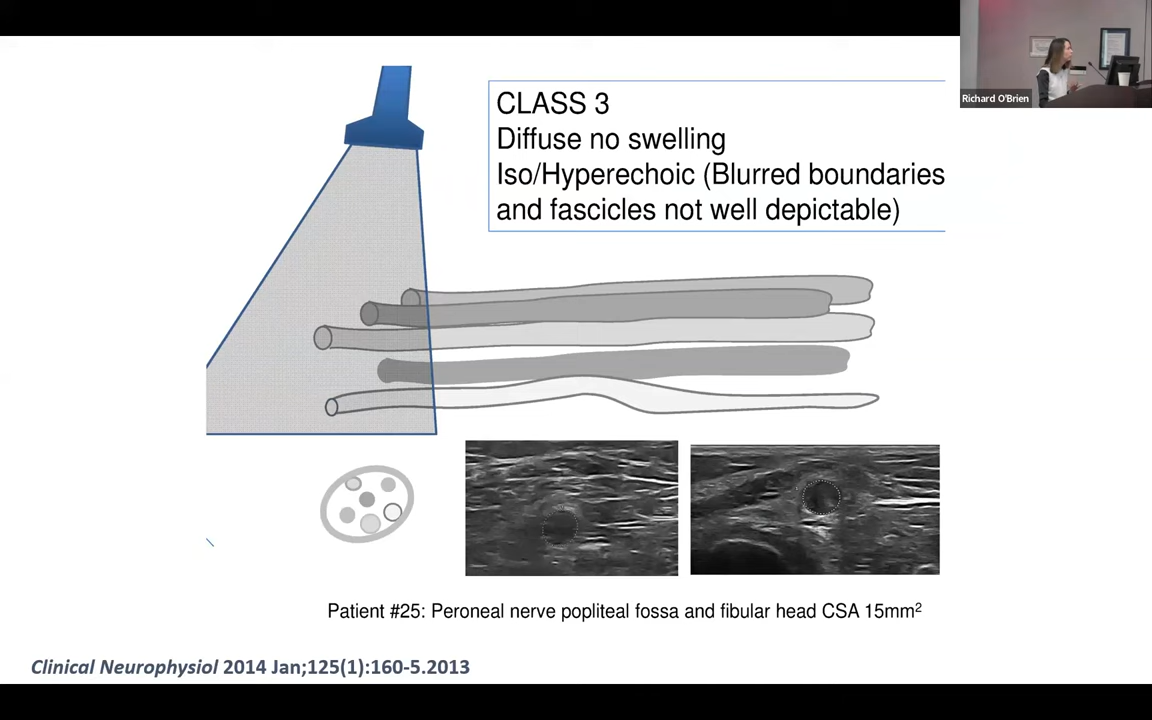 CLASS 3
Diffuse no swelling
Iso/Hyperechoic (Blurred boundaries
and fascicles not well depictable)
Richard O'Brien
Patient #25: Peroneal nerve popliteal fossa and fibular head CSA 15mm²
Clinical Neurophysiol 2014 Jan;125(1):160-5.2013